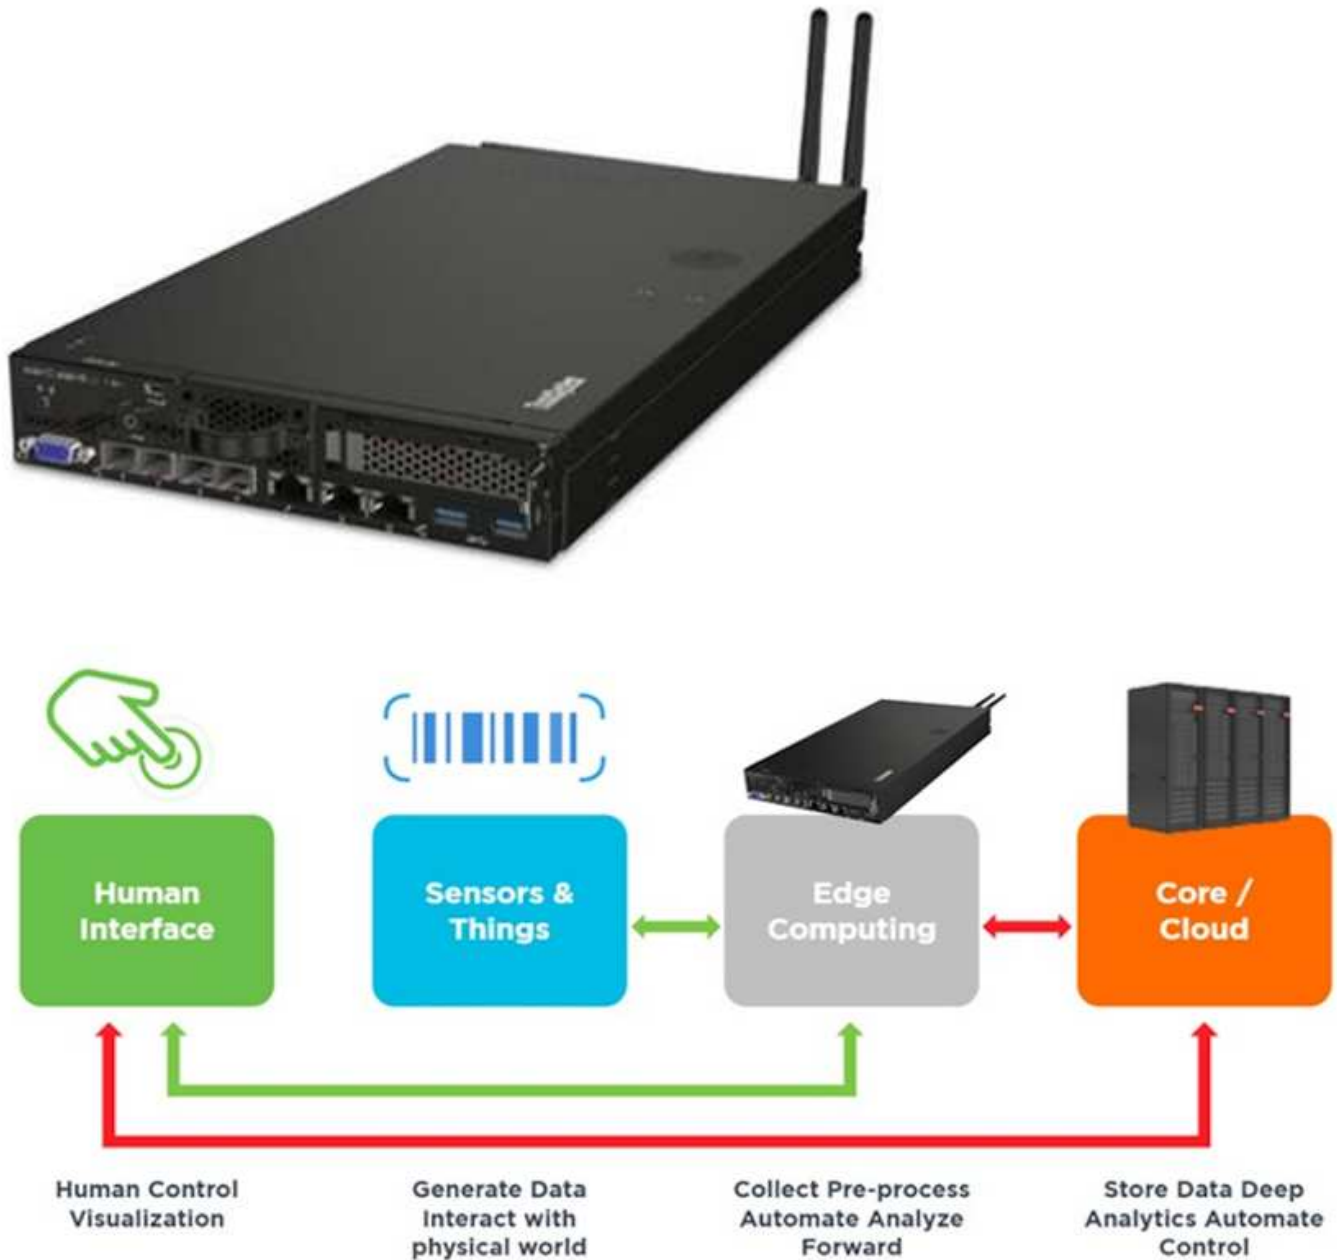 Human
Interface
Sensors &
Things
Edge
Computing
Core /
Cloud
Human Control
Visualization
Generate Data
Interact with
physical world
Collect Pre-process
Automate Analyze
Forward
Store Data Deep
Analytics Automate
Control